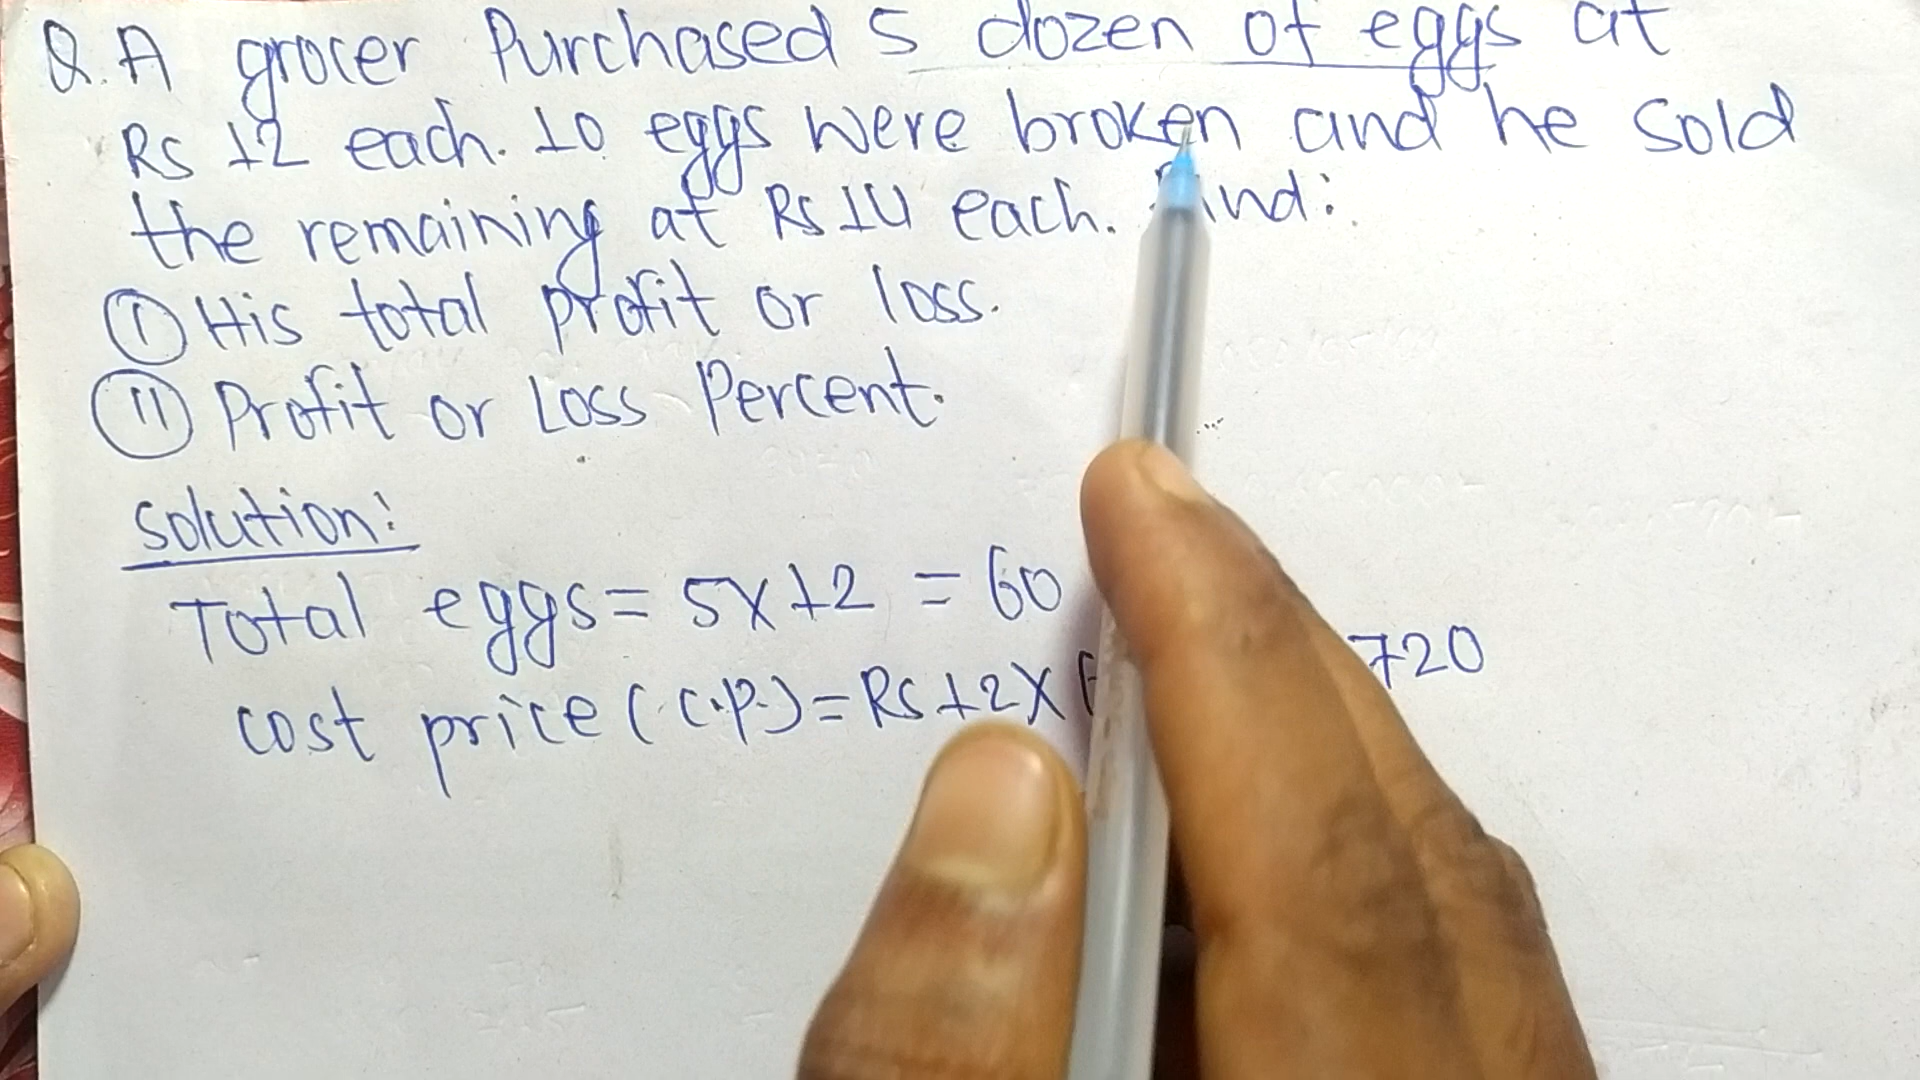 Q. A grocer Purchased 5 dozen of eggs at
Rs 12 each. 10 eggs were broken and he sold
the remaining at Rs 14 each. Find:
(i) His total profit or loss.
(ii) Profit or Loss Percent.
Solution:
Total eggs = 5 x 12 = 60
cost price (c.p.) = Rs 12 x 720